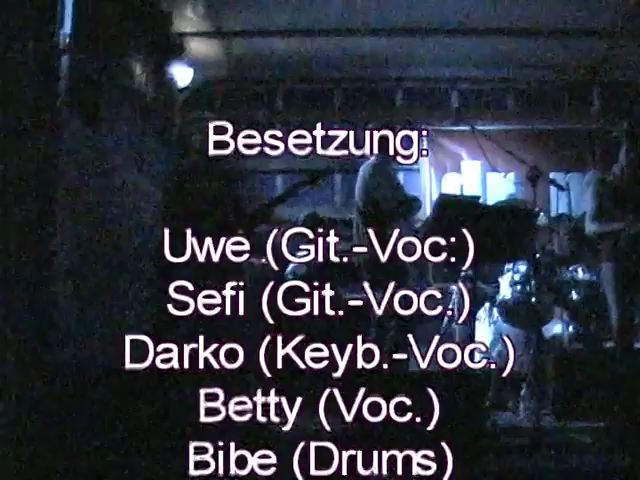 Besetzung:
Uwe (Git.-Voc:)
Sefi (Git.-Voc.)
Darko (Keyb.-Voc.)
Betty (Voc.)
Bibe (Drums)